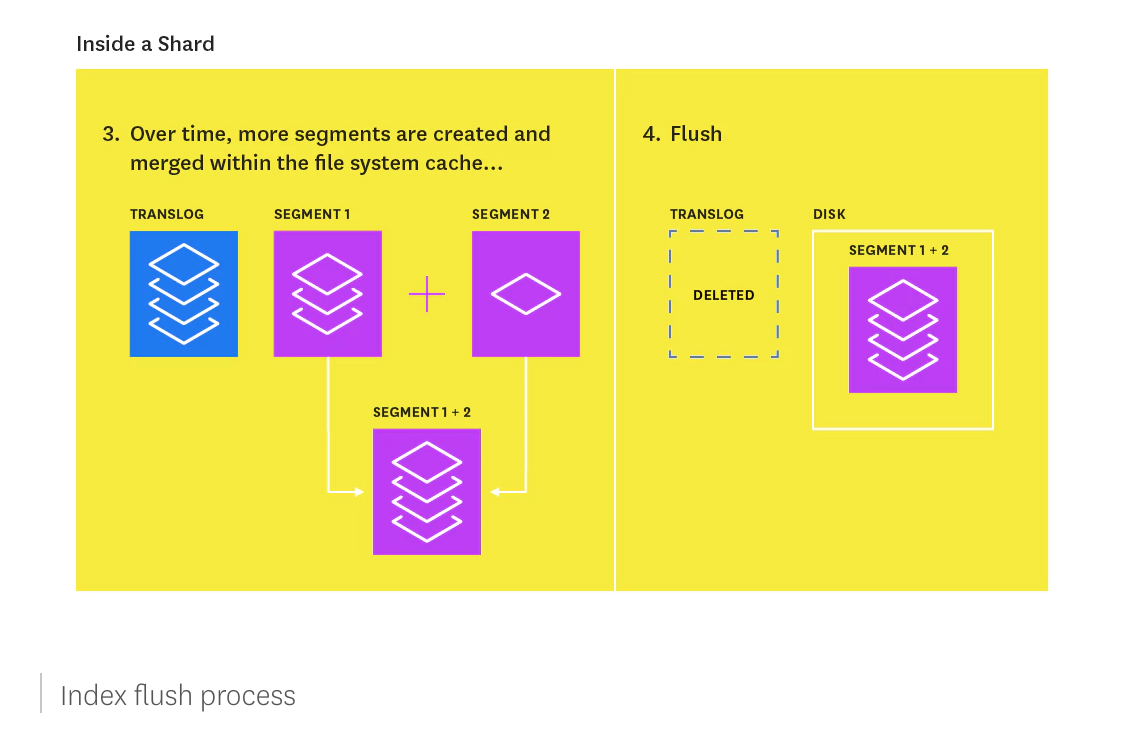 Inside a Shard
3. Over time, more segments are created and
merged within the file system cache...
TRANSLOG
SEGMENT 1
SEGMENT 2
SEGMENT 1 + 2
4. Flush
TRANSLOG
DISK
SEGMENT 1 + 2
DELETED
Index flush process